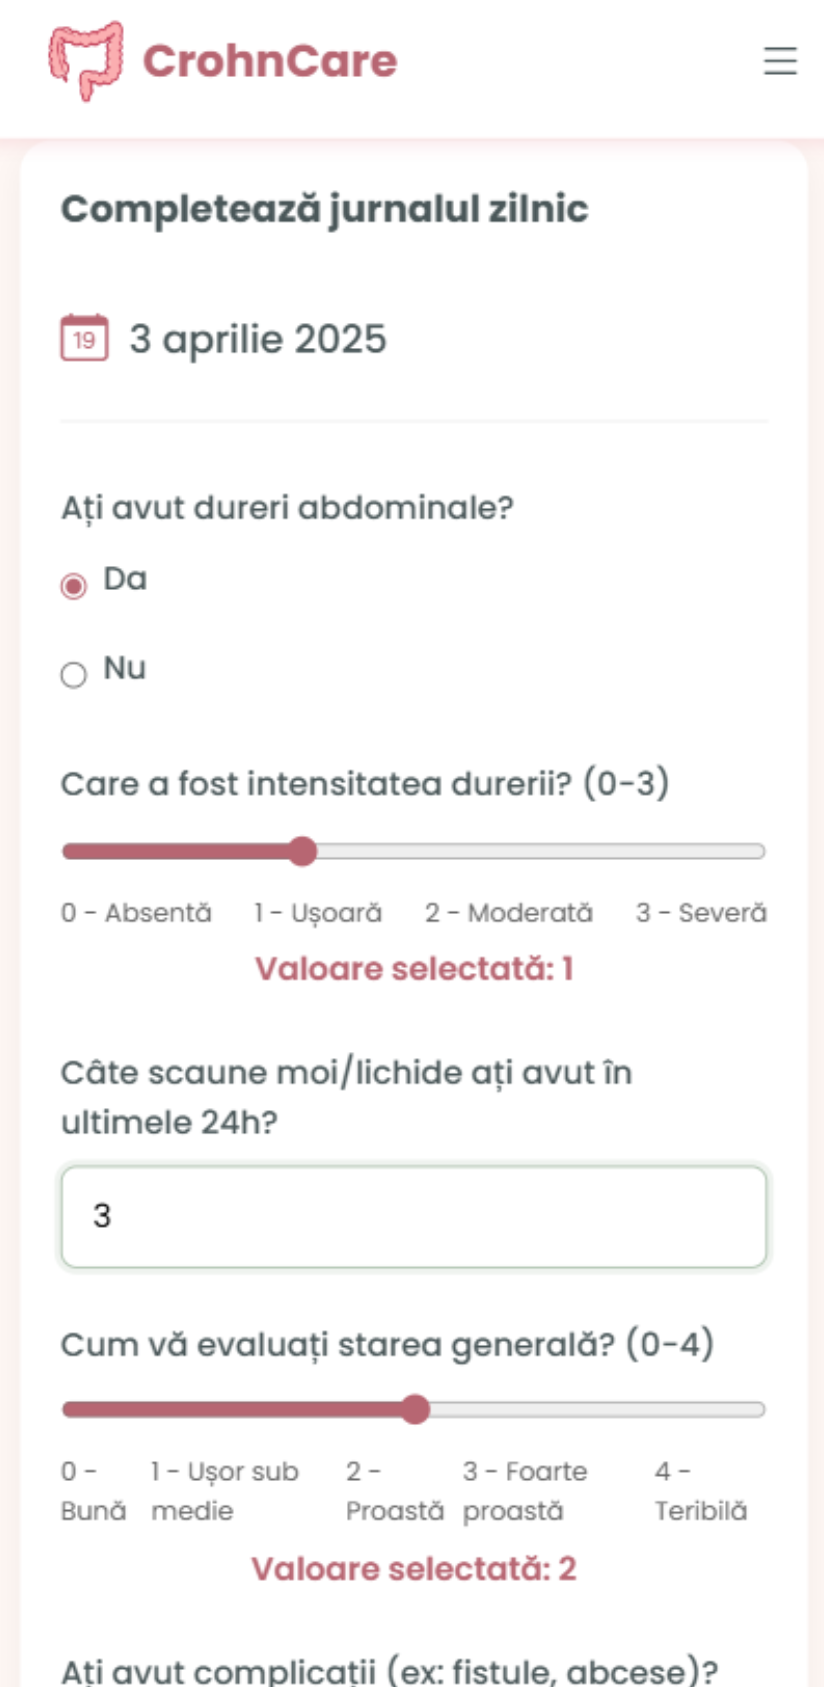 CrohnCare
Completează jurnalul zilnic
19 3 aprilie 2025
Ați avut dureri abdominale?
Da
Nu
Care a fost intensitatea durerii? (0-3)
0 - Absentă 1 - Ușoară 2 - Moderată 3 - Severă
Valoare selectată: 1
Câte scaune moi/lichide ați avut în
ultimele 24h?
3
Cum vă evaluați starea generală? (0-4)
0 - 1 - Ușor sub 2 - 3 - Foarte 4 -
Bună medie Proastă proastă Teribilă
Valoare selectată: 2
Ați avut complicații (ex: fistule, abcese)?